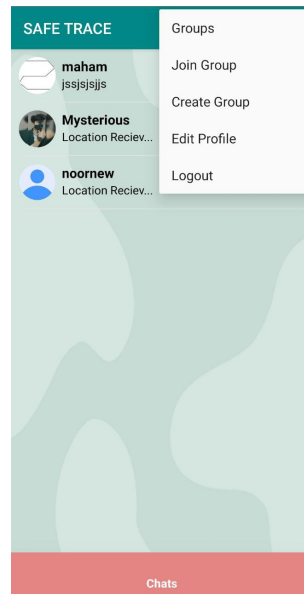 SAFE TRACE
Groups
Join Group
Create Group
Edit Profile
Logout
maham
jssjsjsjjs
Mysterious
Location Reciev...
noornew
Location Reciev...
Chats